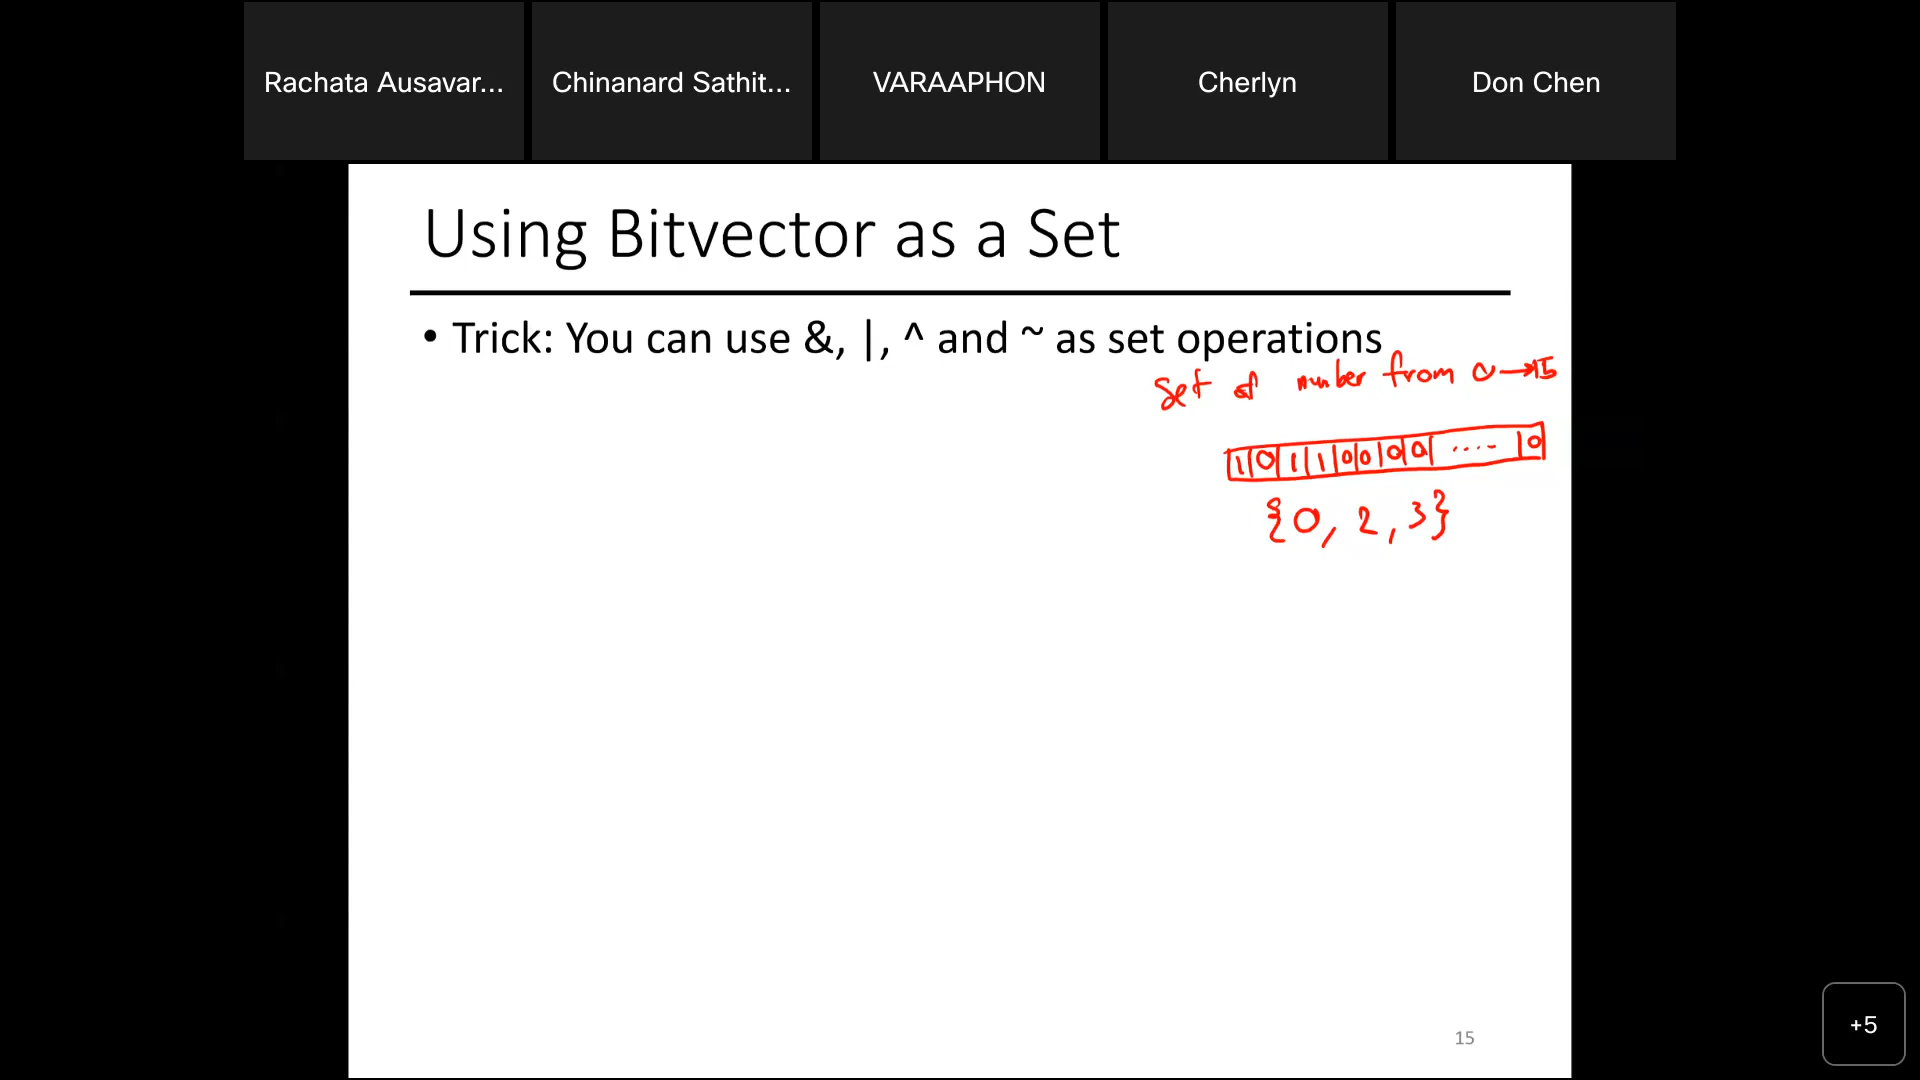 Rachata Ausavar... Chinanard Sathit... VARAAPHON Cherlyn Don Chen
Using Bitvector as a Set
• Trick: You can use &, |, ^ and ~ as set operations
Set of number from 0→15
1|0|1|1|0|0|0|0| ..... |0
{0, 2, 3}
15
+5